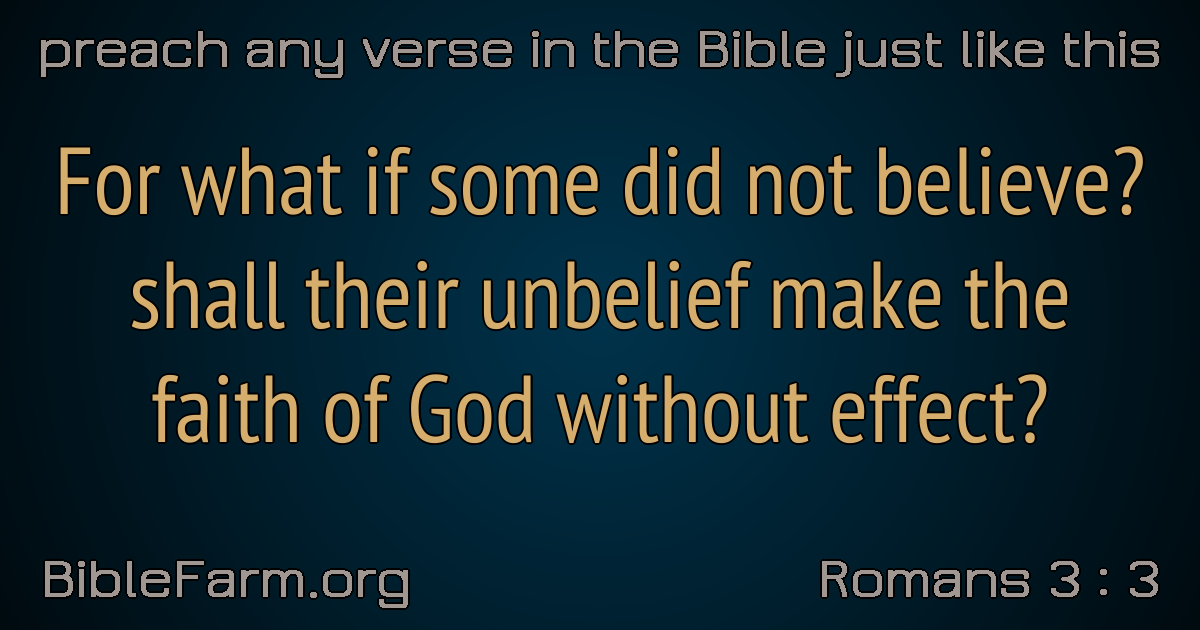 preach any verse in the Bible just like this
For what if some did not believe?
shall their unbelief make the
faith of God without effect?
BibleFarm.org
Romans 3 : 3